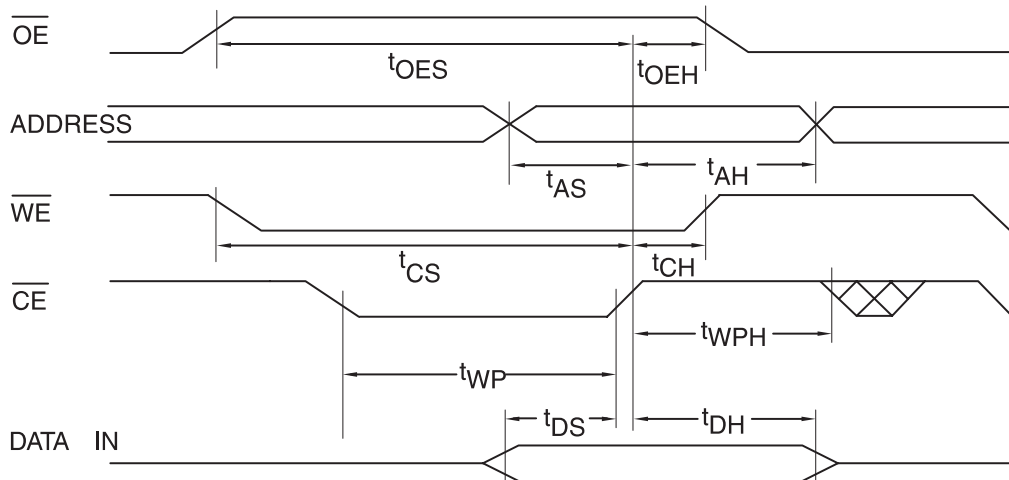 OE
tOES
tOEH
ADDRESS
tAS
tAH
WE
tCS
tCH
CE
tWPH
tWP
tDS
tDH
DATA IN